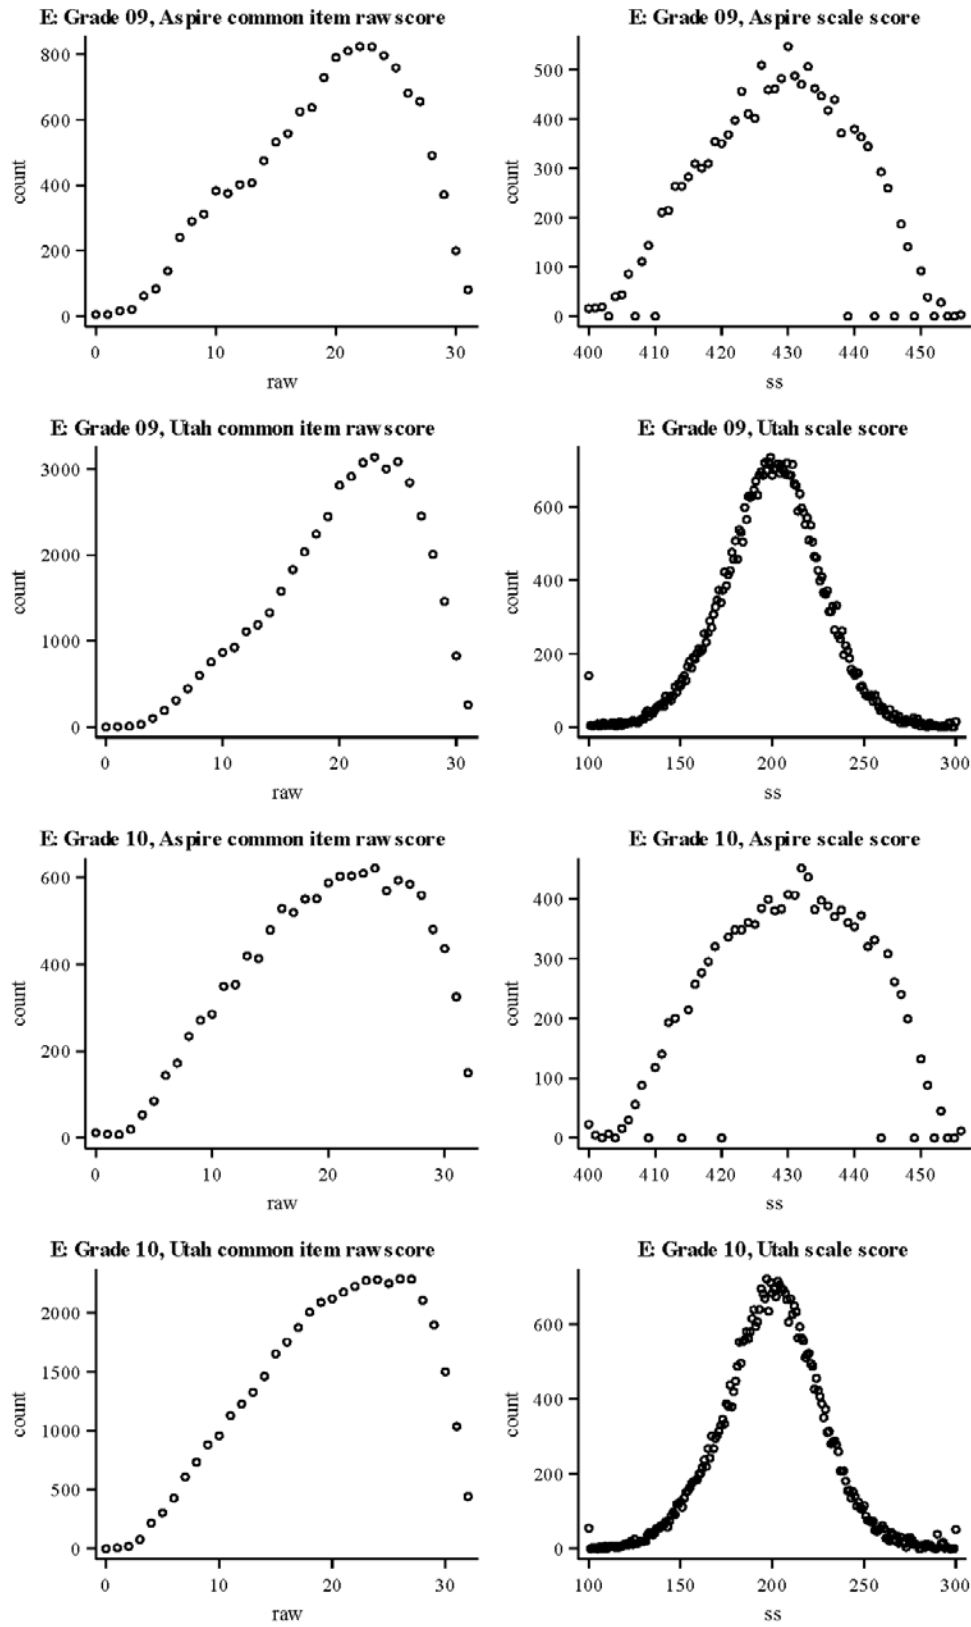 E: Grade 09, Aspire common item raw score
800
600
400
200
0
count
0 10 20 30
raw
E: Grade 09, Aspire scale score
500
400
300
200
100
0
count
400 410 420 430 440 450
ss
E: Grade 09, Utah common item raw score
3000
2000
1000
0
count
0 10 20 30
raw
E: Grade 09, Utah scale score
600
400
200
0
count
100 150 200 250 300
ss
E: Grade 10, Aspire common item raw score
600
400
200
0
count
0 10 20 30
raw
E: Grade 10, Aspire scale score
400
300
200
100
0
count
400 410 420 430 440 450
ss
E: Grade 10, Utah common item raw score
2000
1500
1000
500
0
count
0 10 20 30
raw
E: Grade 10, Utah scale score
600
400
200
0
count
100 150 200 250 300
ss